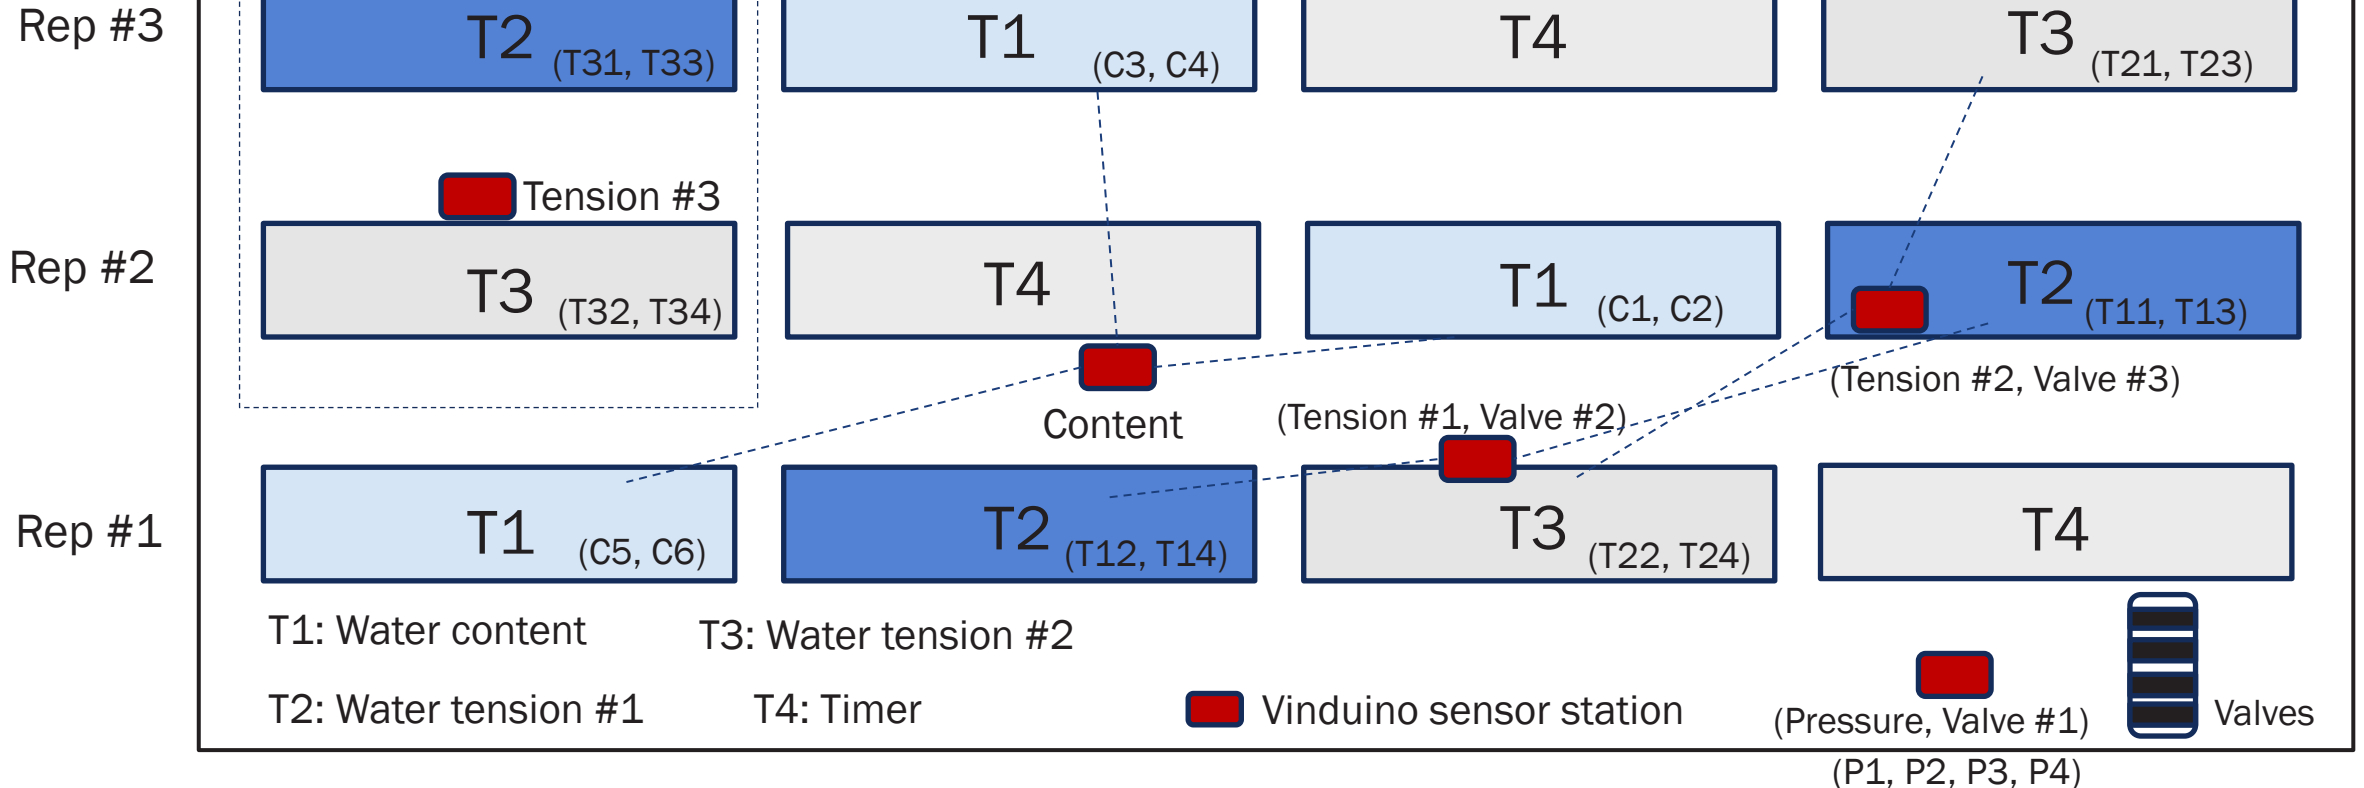 Rep #3
T2 (T31, T33)
T1 (C3, C4)
T4
T3 (T21, T23)
Tension #3
Rep #2
T3 (T32, T34)
T4
T1 (C1, C2)
T2 (T11, T13)
(Tension #2, Valve #3)
Content
(Tension #1, Valve #2)
Rep #1
T1 (C5, C6)
T2 (T12, T14)
T3 (T22, T24)
T4
T1: Water content
T3: Water tension #2
T2: Water tension #1
T4: Timer
Vinduino sensor station
(Pressure, Valve #1)
Valves
(P1, P2, P3, P4)